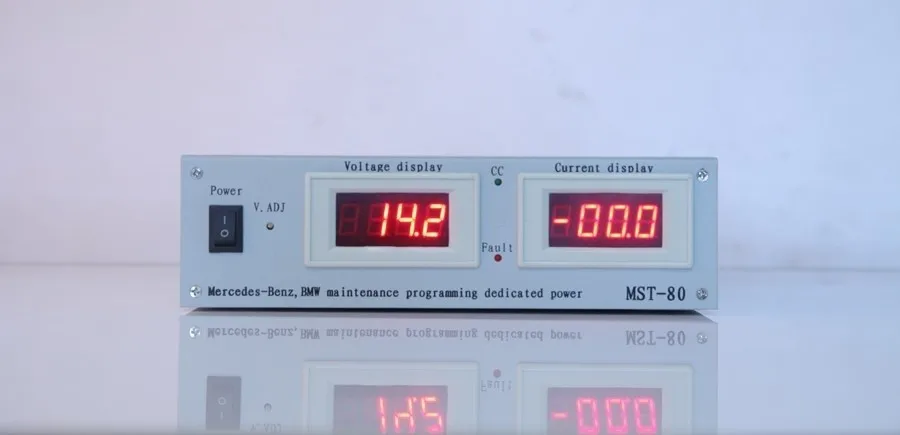 Voltage display
CC
Current display
Power
V.ADJ
I
O
14.2
-00.0
Fault
Mercedes-Benz, BMW maintenance programming dedicated power
MST-80